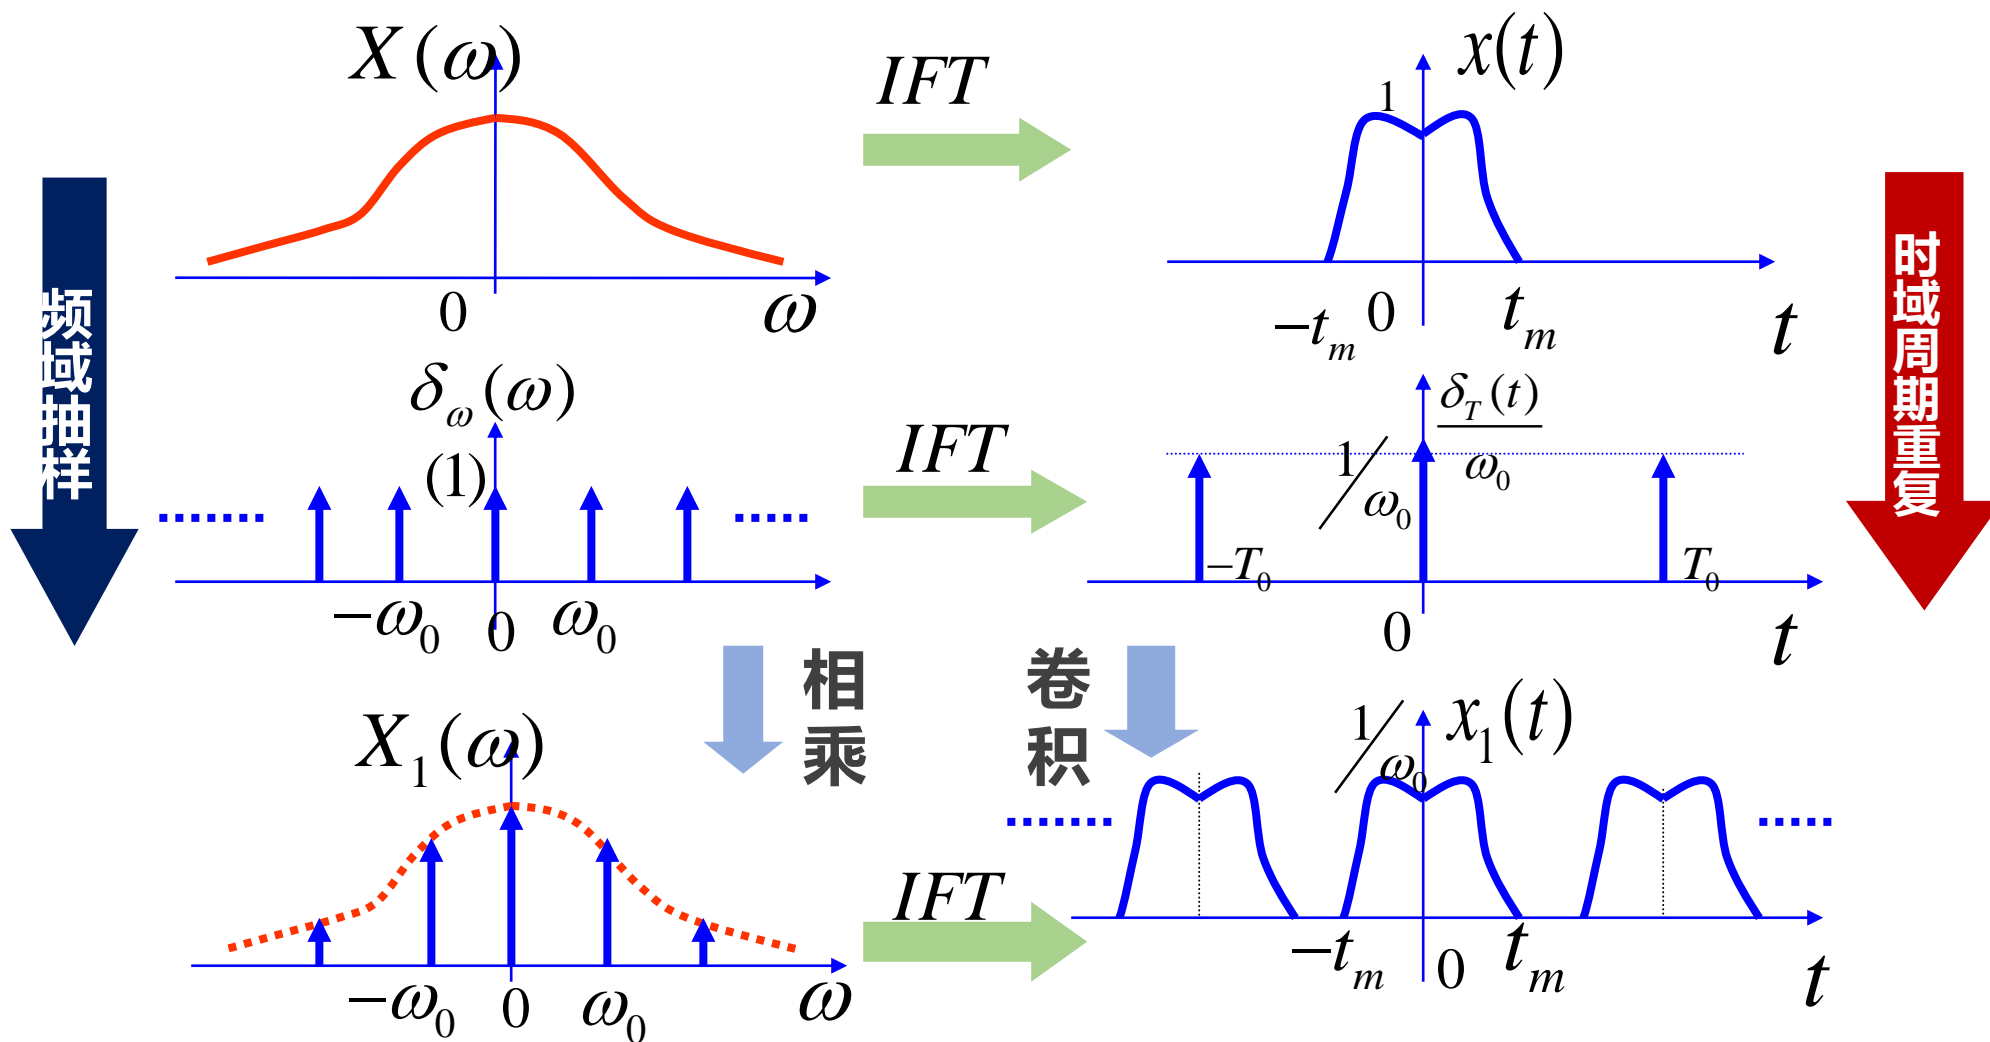 X(ω)
0
ω
IFT
x(t)
1
−t_m
0
t_m
t
频域抽样
时域周期重复
δ_ω(ω)
(1)
−ω_0
0
ω_0
IFT
δ_T(t)
ω_0
1/ω_0
−T_0
T_0
0
t
相乘
卷积
X_1(ω)
−ω_0
0
ω_0
ω
IFT
1/ω_0
x_1(t)
−t_m
0
t_m
t